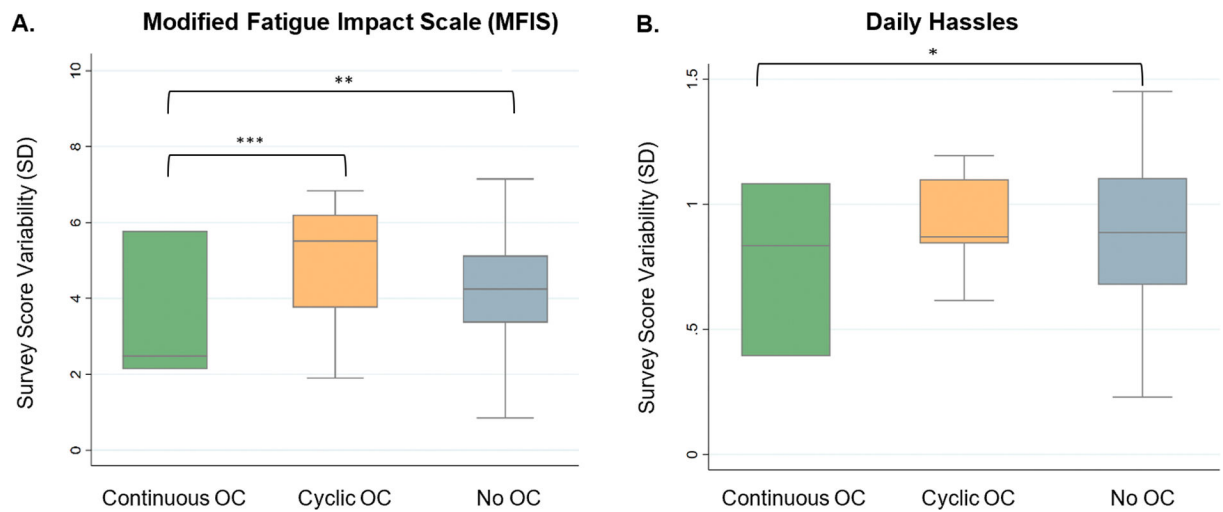 A.
Modified Fatigue Impact Scale (MFIS)
Survey Score Variability (SD)
10
8
6
4
2
0
**
***
Continuous OC
Cyclic OC
No OC
B.
Daily Hassles
Survey Score Variability (SD)
1.5
1
.5
0
*
Continuous OC
Cyclic OC
No OC